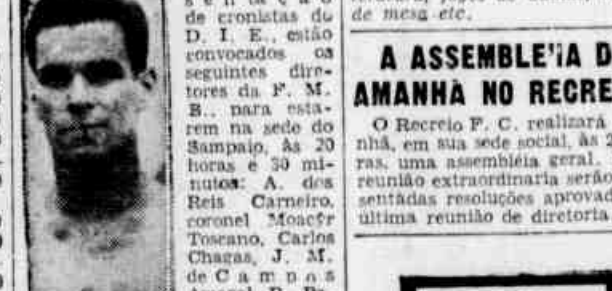 de cronistas do
D. I. E., estão
convocados os
seguintes dire-
tores da F. M.
B., para esta-
rem na sede do
Sampaio, ás 20
horas e 30 mi-
nutos: A. dos
Reis Carneiro,
coronel Moacyr
Toscano, Carlos
Chagas, J. M.
de Campos
de mesa etc.
A ASSEMBLE'IA D
AMANHÃ NO RECRE
O Recreio F. C. realizará
nhã, em sua sede social, ás 2
ras, uma assembléia geral.
reunião extraordinaria serão
sentadas resoluções aprovad
última reunião de diretoria